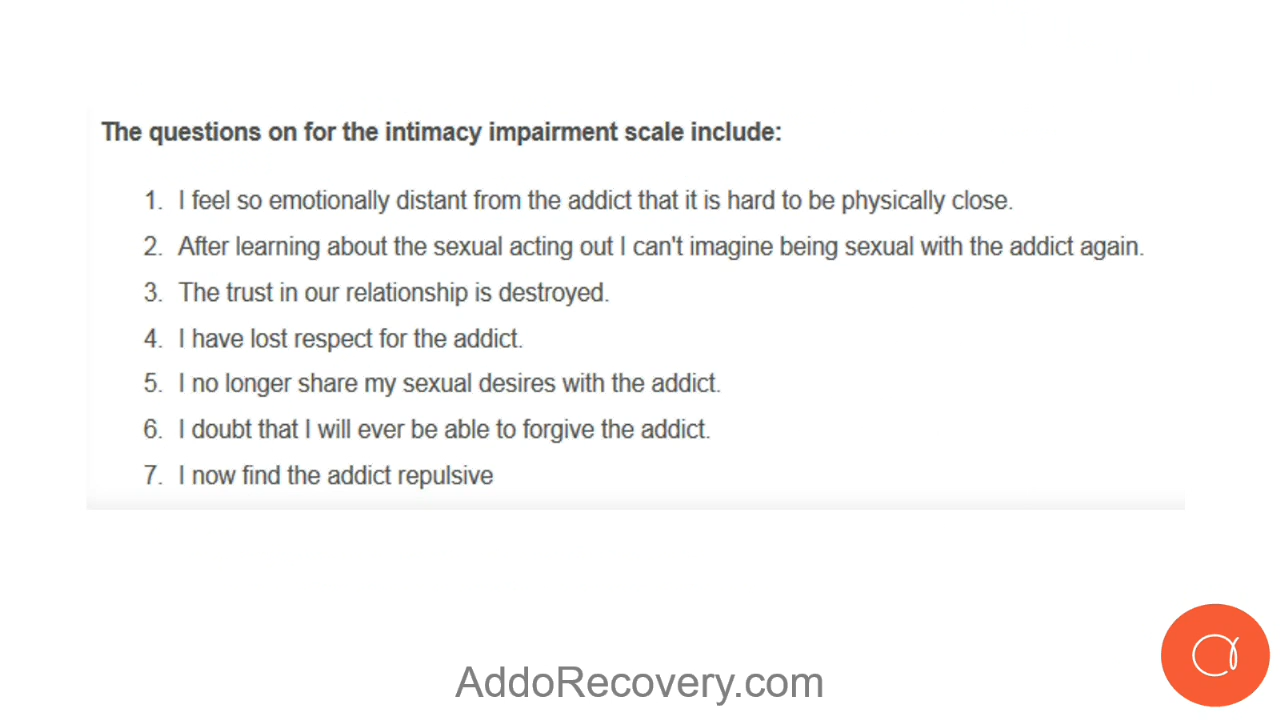 The questions on for the intimacy impairment scale include:
1. I feel so emotionally distant from the addict that it is hard to be physically close.
2. After learning about the sexual acting out I can't imagine being sexual with the addict again.
3. The trust in our relationship is destroyed.
4. I have lost respect for the addict.
5. I no longer share my sexual desires with the addict.
6. I doubt that I will ever be able to forgive the addict.
7. I now find the addict repulsive
AddoRecovery.com